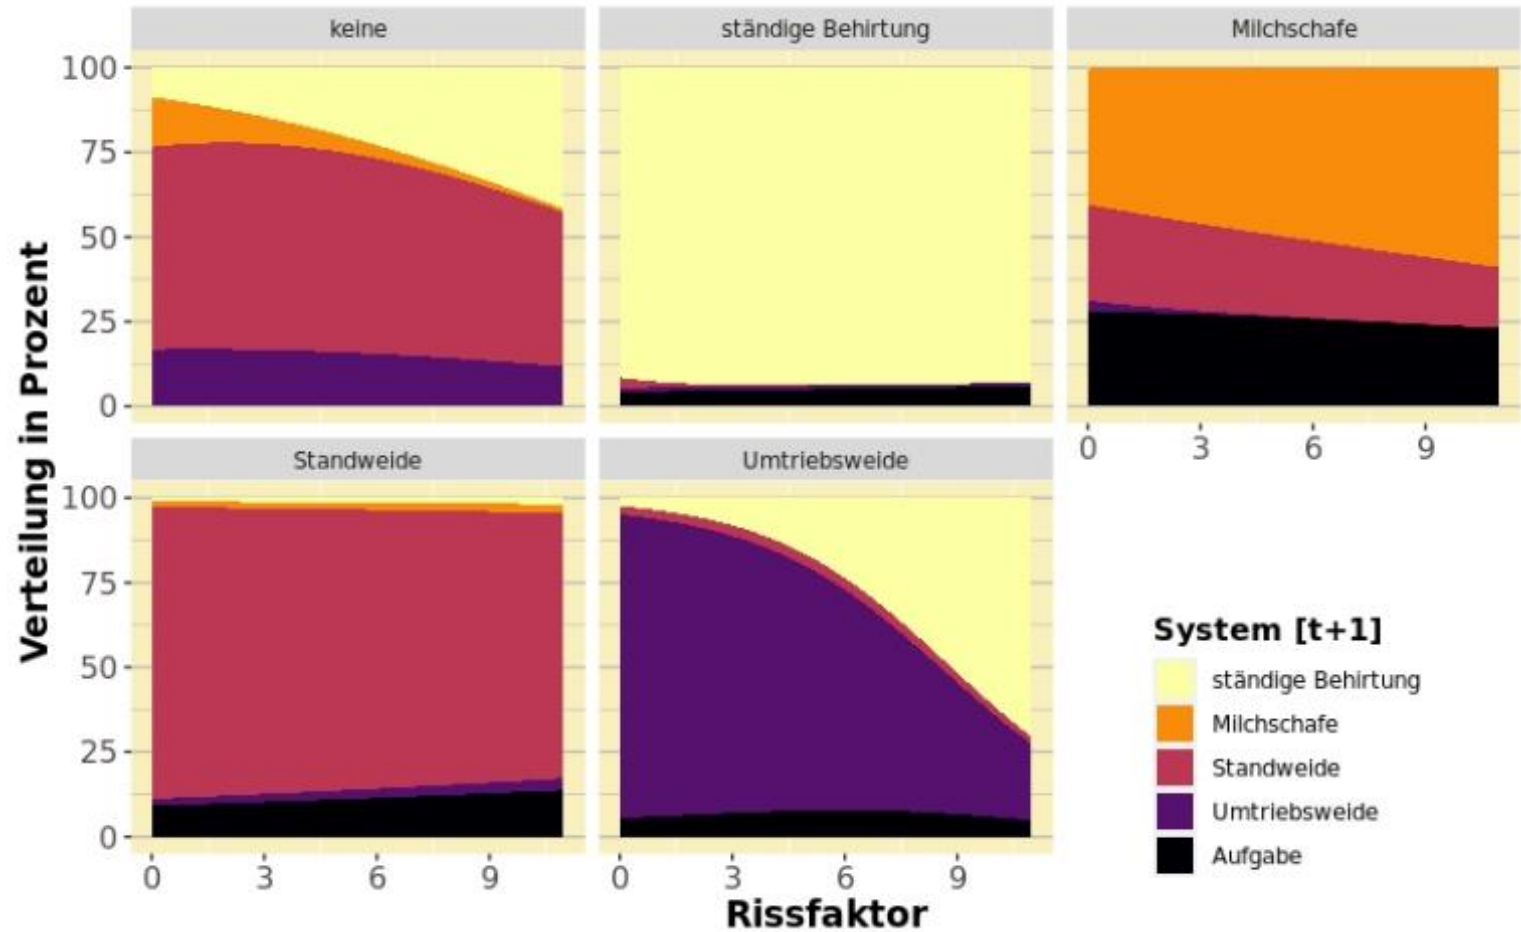 keine
ständige Behirtung
Milchschafe
100
75
50
25
0
0 3 6 9
Verteilung in Prozent
Standweide
Umtriebsweide
100
75
50
25
0
0 3 6 9
0 3 6 9
Rissfaktor
System [t+1]
ständige Behirtung
Milchschafe
Standweide
Umtriebsweide
Aufgabe